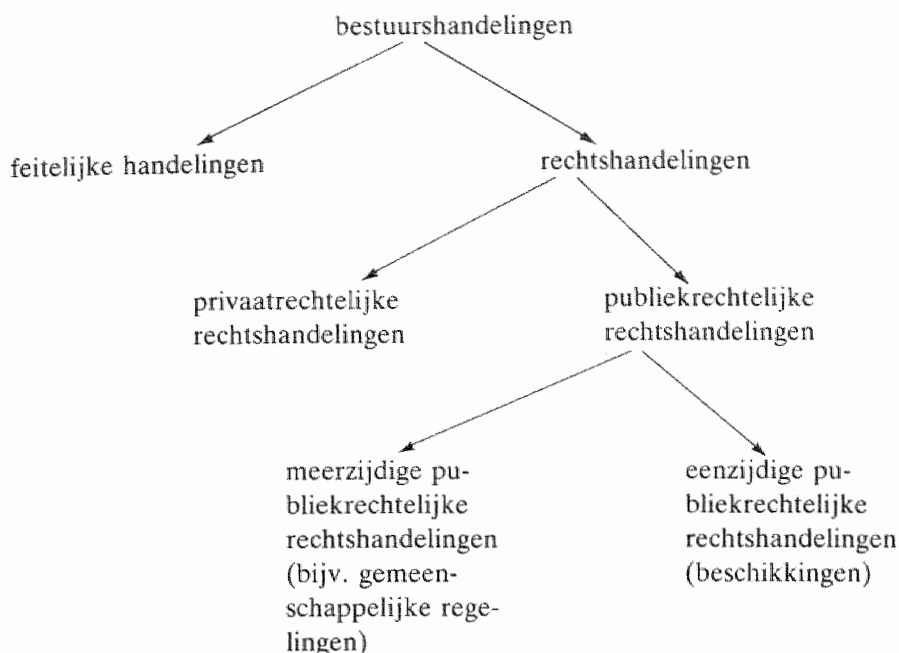 bestuurshandelingen
feitelijke handelingen
rechtshandelingen
privaatrechtelijke
rechtshandelingen
publiekrechtelijke
rechtshandelingen
meerzijdige pu-
bliekrechtelijke
rechtshandelingen
(bijv. gemeen-
schappelijke rege-
lingen)
eenzijdige pu-
bliekrechtelijke
rechtshandelingen
(beschikkingen)